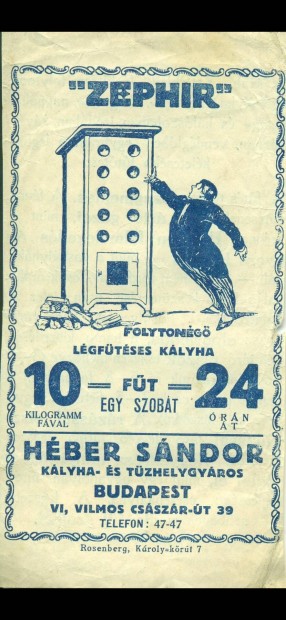 "ZEPHIR"
FOLYTONÉGŐ
LÉGFŰTÉSES KÁLYHA
10 — FŰT — 24
KILOGRAMM FÁVAL EGY SZOBÁT ÓRÁN ÁT
HÉBER SÁNDOR
KÁLYHA- ÉS TŰZHELYGYÁROS
BUDAPEST
VI, VILMOS CSÁSZÁR-ÚT 39
TELEFON: 47-47
Rosenberg, Károly-körút 7